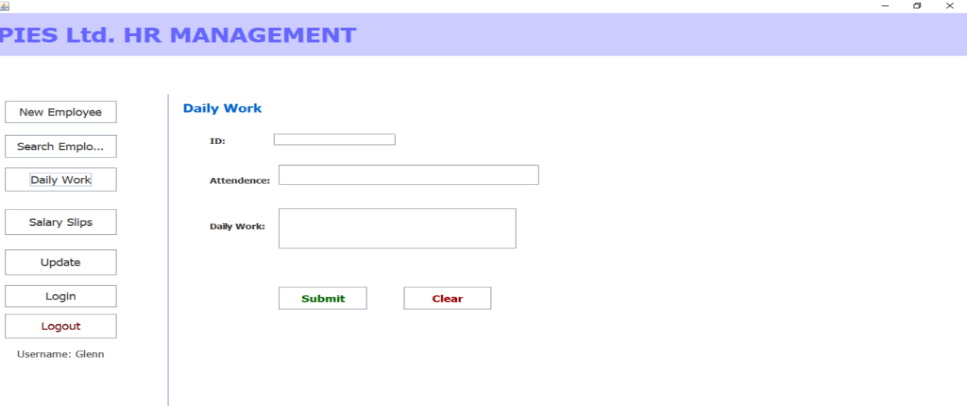 PIES Ltd. HR MANAGEMENT
New Employee
Search Emplo...
Daily Work
Salary Slips
Update
Login
Logout
Username: Glenn
Daily Work
ID:
Attendence:
Daily Work:
Submit
Clear